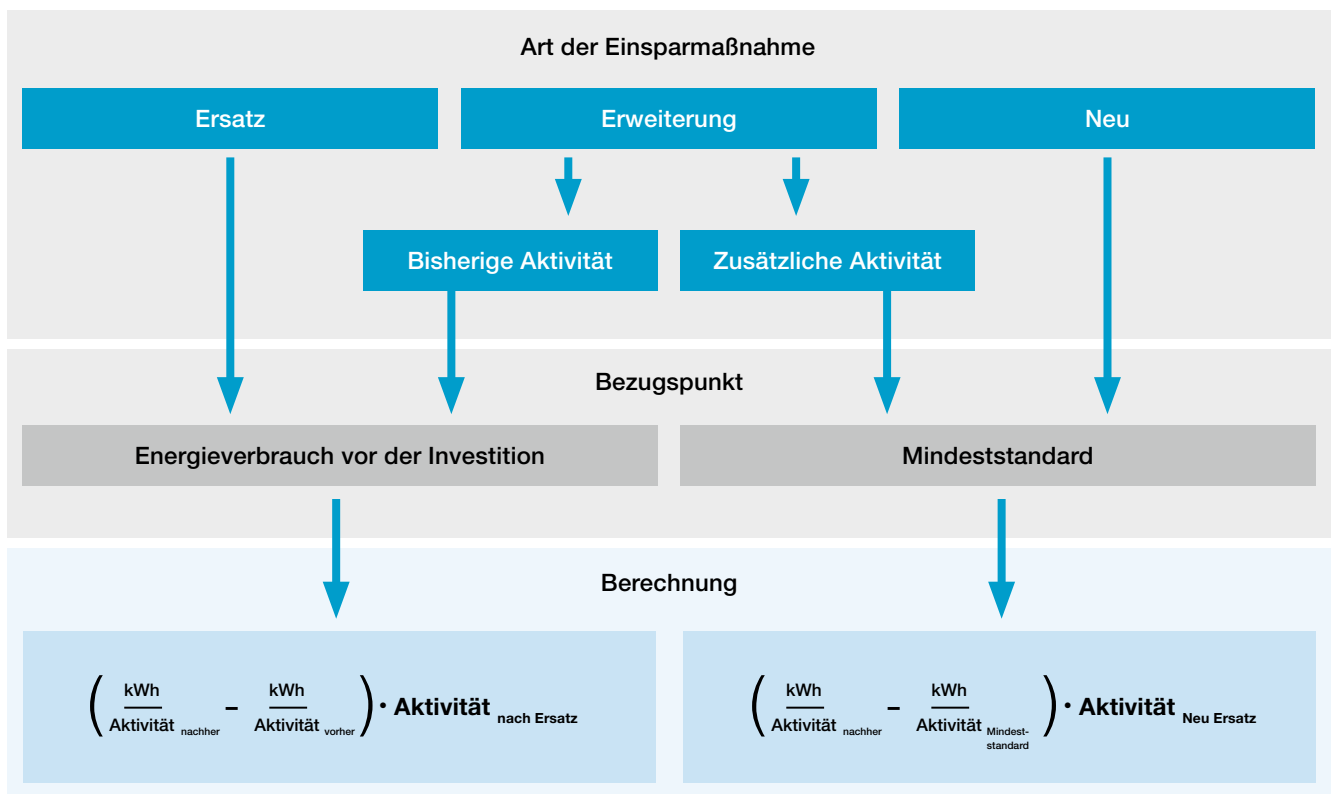 Art der Einsparmaßnahme
Ersatz
Erweiterung
Neu
Bisherige Aktivität
Zusätzliche Aktivität
Bezugspunkt
Energieverbrauch vor der Investition
Mindeststandard
Berechnung
( kWh / Aktivität nachher – kWh / Aktivität vorher ) · Aktivität nach Ersatz
( kWh / Aktivität nachher – kWh / Aktivität Mindest-
standard ) · Aktivität Neu Ersatz